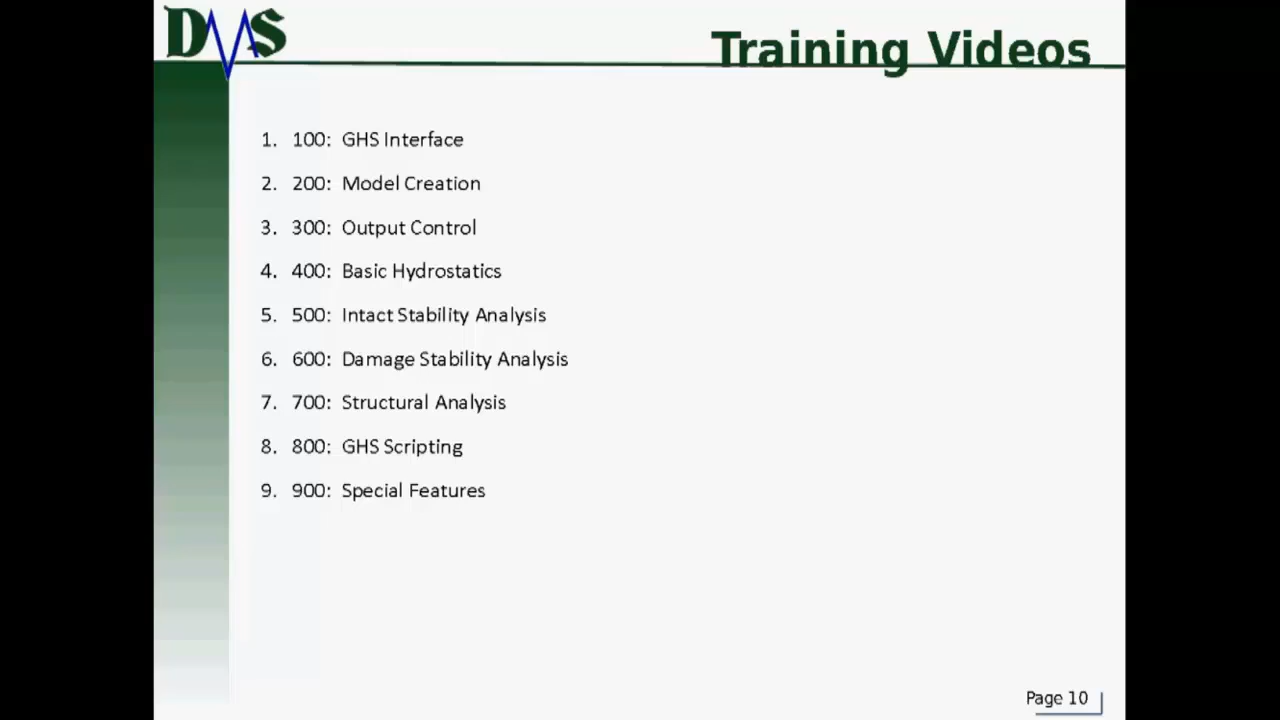 DMS
Training Videos
1. 100: GHS Interface
2. 200: Model Creation
3. 300: Output Control
4. 400: Basic Hydrostatics
5. 500: Intact Stability Analysis
6. 600: Damage Stability Analysis
7. 700: Structural Analysis
8. 800: GHS Scripting
9. 900: Special Features
Page 10